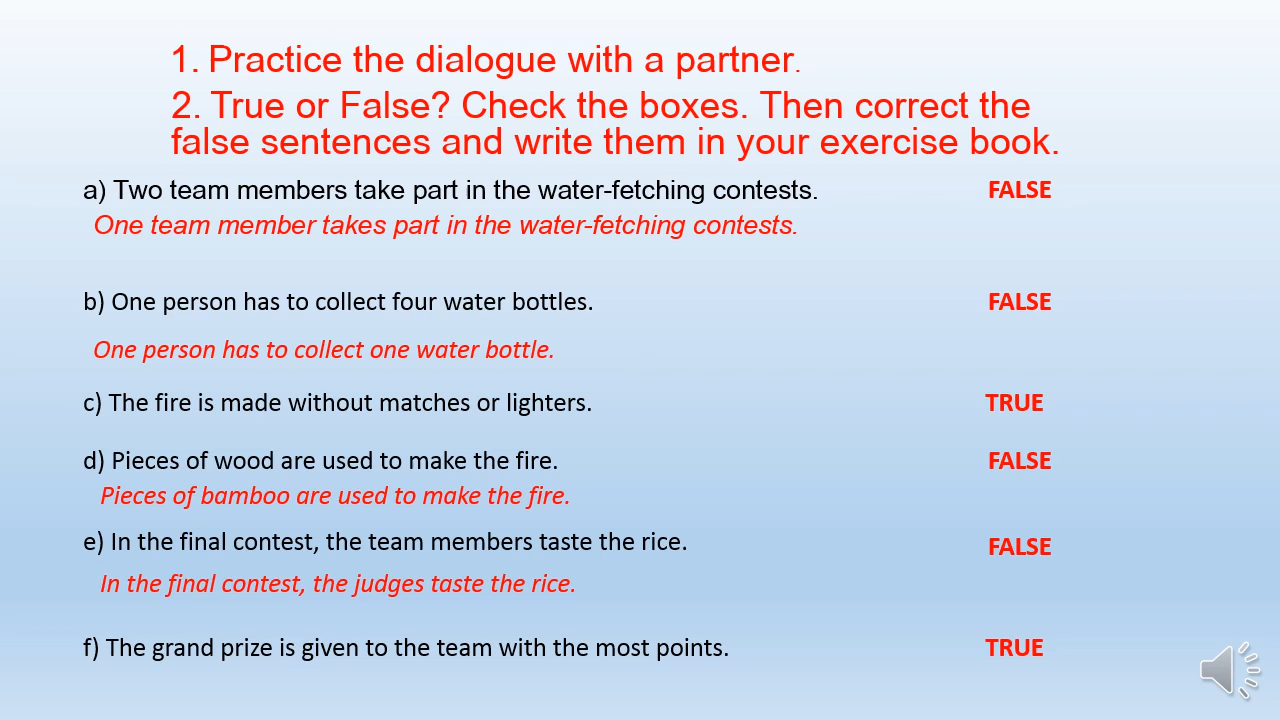 1. Practice the dialogue with a partner.
2. True or False? Check the boxes. Then correct the
false sentences and write them in your exercise book.
a) Two team members take part in the water-fetching contests. FALSE
One team member takes part in the water-fetching contests.
b) One person has to collect four water bottles. FALSE
One person has to collect one water bottle.
c) The fire is made without matches or lighters. TRUE
d) Pieces of wood are used to make the fire. FALSE
Pieces of bamboo are used to make the fire.
e) In the final contest, the team members taste the rice. FALSE
In the final contest, the judges taste the rice.
f) The grand prize is given to the team with the most points. TRUE